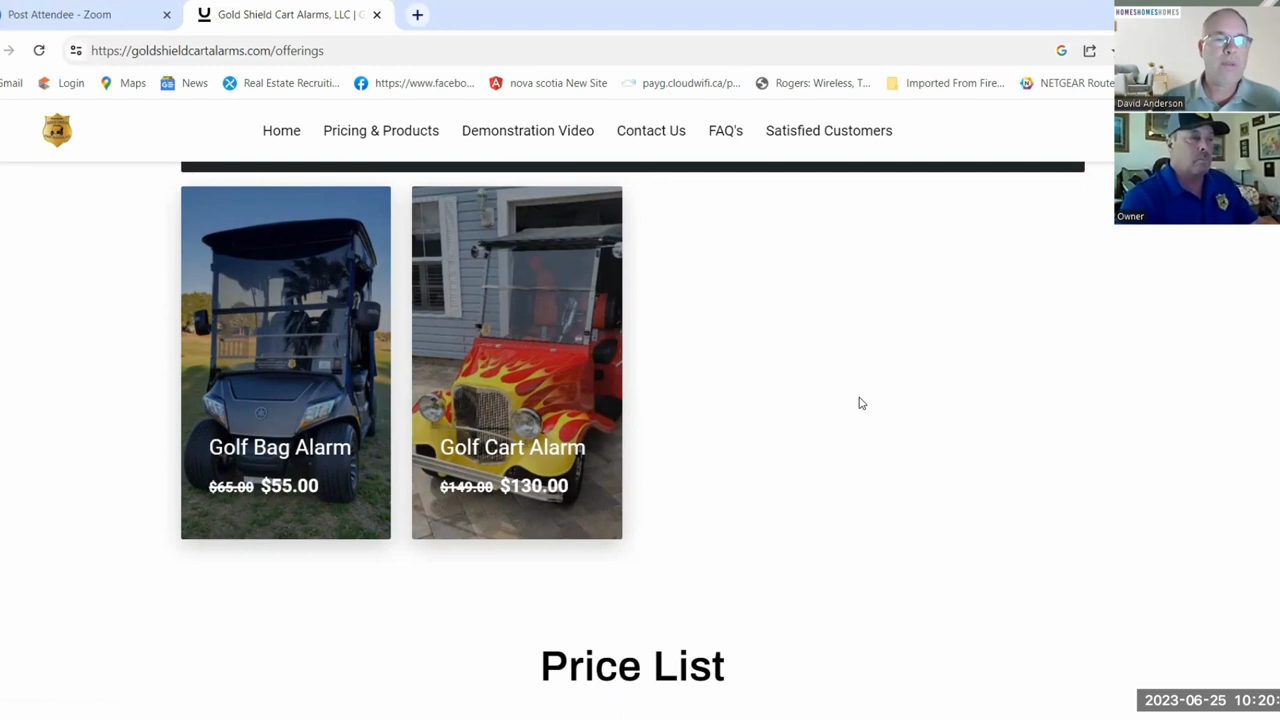 Post Attendee - Zoom
Gold Shield Cart Alarms, LLC |
https://goldshieldcartalarms.com/offerings
Gmail Login Maps News Real Estate Recruiti... https://www.facebo... nova scotia New Site payg.cloudwifi.ca/p... Rogers: Wireless, T... Imported From Fire... NETGEAR Route
HOMESHOMESHOMES
David Anderson
Owner
Home Pricing & Products Demonstration Video Contact Us FAQ's Satisfied Customers
Golf Bag Alarm
$65.00 $55.00
Golf Cart Alarm
$149.00 $130.00
Price List
2023-06-25 10:20: